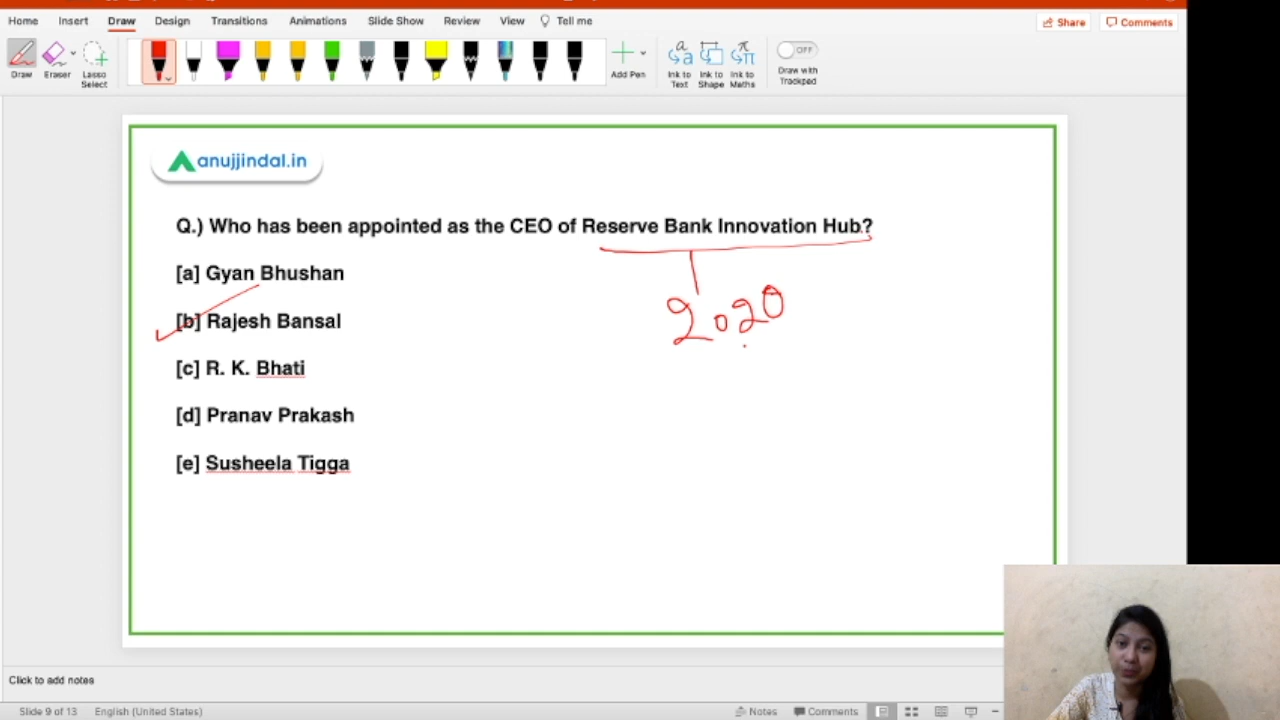 Home Insert Draw Design Transitions Animations Slide Show Review View Tell me Share Comments
Draw Eraser Lasso Select Add Pen Ink to Text Ink to Shape Ink to Maths OFF Draw with Trackpad
anujjindal.in
Q.) Who has been appointed as the CEO of Reserve Bank Innovation Hub?
[a] Gyan Bhushan
2020
[b] Rajesh Bansal
[c] R. K. Bhati
[d] Pranav Prakash
[e] Susheela Tigga
Click to add notes
Slide 9 of 13 English (United States) Notes Comments